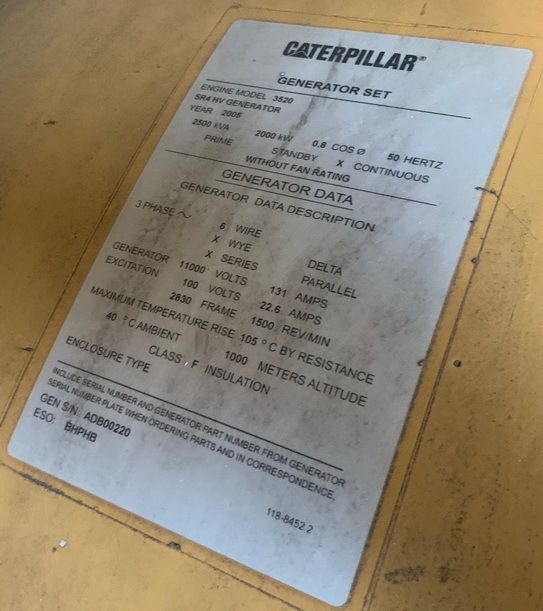 CATERPILLAR®
GENERATOR SET
ENGINE MODEL 3520
SR4 HV GENERATOR
YEAR 2005
2500 kVA 2000 kW 0.8 COS Ø 50 HERTZ
PRIME STANDBY X CONTINUOUS
WITHOUT FAN RATING
GENERATOR DATA
GENERATOR DATA DESCRIPTION
3 PHASE ~ 6 WIRE
X WYE DELTA
X SERIES PARALLEL
GENERATOR 11000 VOLTS 131 AMPS
EXCITATION 100 VOLTS 22.6 AMPS
2830 FRAME 1500 REV/MIN
MAXIMUM TEMPERATURE RISE 105 °C BY RESISTANCE
40 °C AMBIENT 1000 METERS ALTITUDE
CLASS F INSULATION
ENCLOSURE TYPE
INCLUDE SERIAL NUMBER AND GENERATOR PART NUMBER FROM GENERATOR
SERIAL NUMBER PLATE WHEN ORDERING PARTS AND IN CORRESPONDENCE.
GEN S/N: ADB00220
ESO: BHPHB
118-8452 2